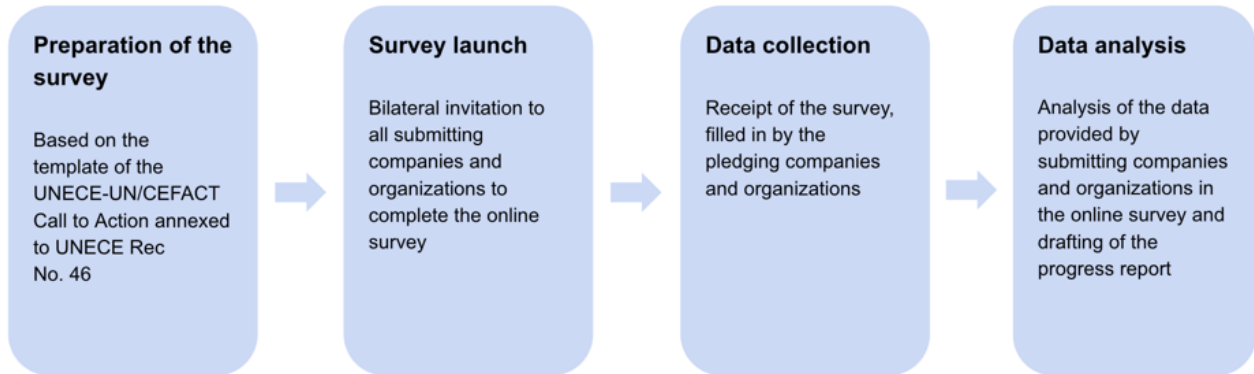 Preparation of the
survey
Based on the
template of the
UNECE-UN/CEFACT
Call to Action annexed
to UNECE Rec
No. 46
Survey launch
Bilateral invitation to
all submitting
companies and
organizations to
complete the online
survey
Data collection
Receipt of the survey,
filled in by the
pledging companies
and organizations
Data analysis
Analysis of the data
provided by
submitting companies
and organizations in
the online survey and
drafting of the
progress report